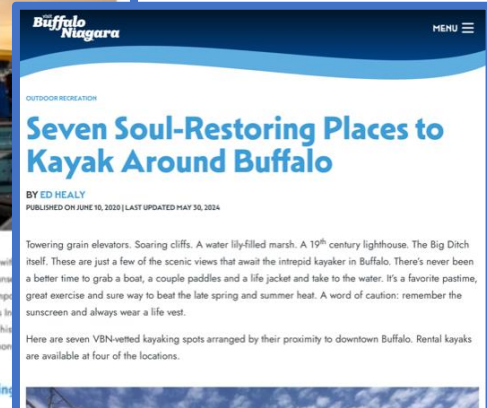 VISIT
Buffalo
Niagara
MENU
OUTDOOR RECREATION
Seven Soul-Restoring Places to
Kayak Around Buffalo
BY ED HEALY
PUBLISHED ON JUNE 10, 2020 | LAST UPDATED MAY 30, 2024
Towering grain elevators. Soaring cliffs. A water lily-filled marsh. A 19th century lighthouse. The Big Ditch
itself. These are just a few of the scenic views that await the intrepid kayaker in Buffalo. There's never been
a better time to grab a boat, a couple paddles and a life jacket and take to the water. It's a favorite pastime,
great exercise and sure way to beat the late spring and summer heat. A word of caution: remember the
sunscreen and always wear a life vest.
Here are seven VBN-vetted kayaking spots arranged by their proximity to downtown Buffalo. Rental kayaks
are available at four of the locations.